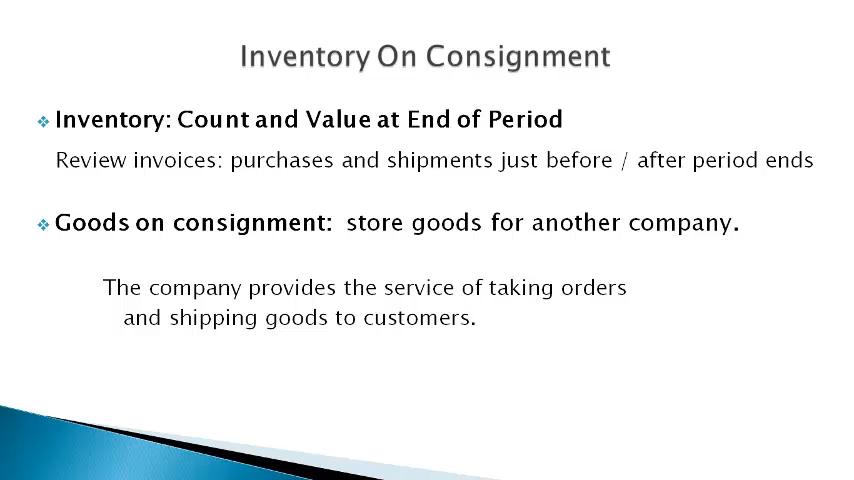 Inventory On Consignment
Inventory: Count and Value at End of Period
Review invoices: purchases and shipments just before / after period ends
Goods on consignment: store goods for another company.
The company provides the service of taking orders
and shipping goods to customers.